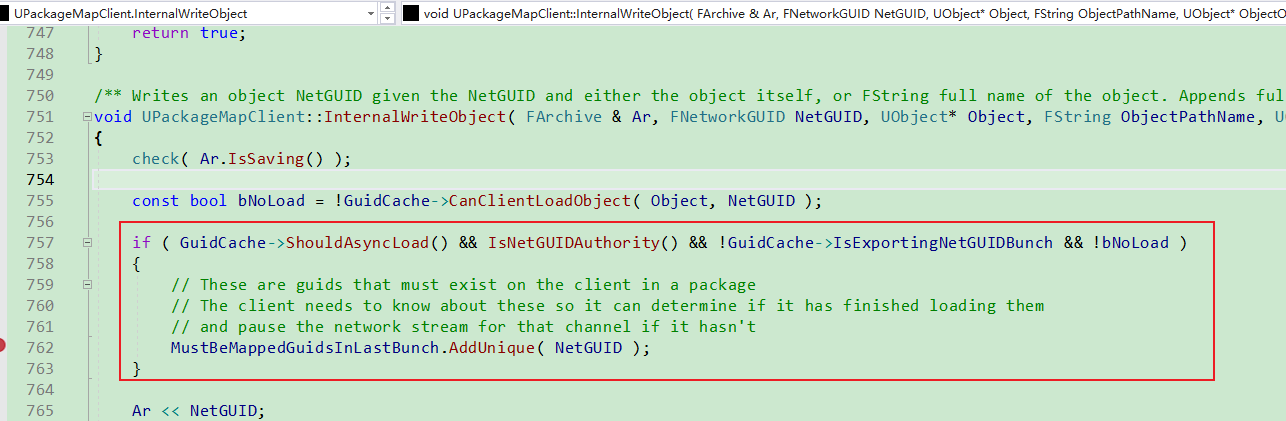 UPackageMapClient.InternalWriteObject
void UPackageMapClient::InternalWriteObject( FArchive & Ar, FNetworkGUID NetGUID, UObject* Object, FString ObjectPathName, UObject* ObjectO
747 return true;
748 }
749
750 /** Writes an object NetGUID given the NetGUID and either the object itself, or FString full name of the object. Appends ful
751 void UPackageMapClient::InternalWriteObject( FArchive & Ar, FNetworkGUID NetGUID, UObject* Object, FString ObjectPathName, U
752 {
753 check( Ar.IsSaving() );
754
755 const bool bNoLoad = !GuidCache->CanClientLoadObject( Object, NetGUID );
756
757 if ( GuidCache->ShouldAsyncLoad() && IsNetGUIDAuthority() && !GuidCache->IsExportingNetGUIDBunch && !bNoLoad )
758 {
759 // These are guids that must exist on the client in a package
760 // The client needs to know about these so it can determine if it has finished loading them
761 // and pause the network stream for that channel if it hasn't
762 MustBeMappedGuidsInLastBunch.AddUnique( NetGUID );
763 }
764
765 Ar << NetGUID;